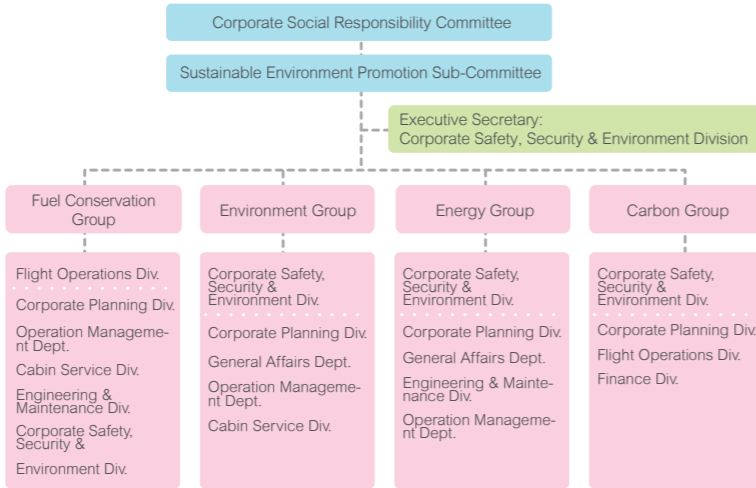 Corporate Social Responsibility Committee
Sustainable Environment Promotion Sub-Committee
Executive Secretary:
Corporate Safety, Security & Environment Division
Fuel Conservation
Group
Environment Group
Energy Group
Carbon Group
Flight Operations Div.
Corporate Planning Div.
Operation Manageme-
nt Dept.
Cabin Service Div.
Engineering &
Maintenance Div.
Corporate Safety,
Security &
Environment Div.
Corporate Safety,
Security &
Environment Div.
Corporate Planning Div.
General Affairs Dept.
Operation Manageme-
nt Dept.
Cabin Service Div.
Corporate Safety,
Security &
Environment Div.
Corporate Planning Div.
General Affairs Dept.
Engineering & Mainte-
nance Div.
Operation Manageme-
nt Dept.
Corporate Safety,
Security &
Environment Div.
Corporate Planning Div.
Flight Operations Div.
Finance Div.